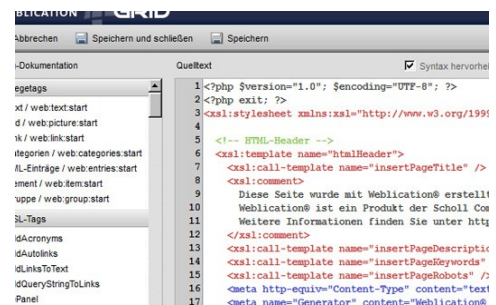 BLICATION GRID
Abbrechen Speichern und schließen Speichern
-Dokumentation
Quelltext
Syntax hervorhe
egetags
xt / web:text:start
d / web:picture:start
nk / web:link:start
tegorien / web:categories:start
ML-Einträge / web:entries:start
ement / web:item:start
ruppe / web:group:start
SL-Tags
ldAcronyms
ldAutolinks
ldLinksToText
ldQueryStringToLinks
Panel
1 <?php $version="1.0"; $encoding="UTF-8"; ?>
2 <?php exit; ?>
3 <xsl:stylesheet xmlns:xsl="http://www.w3.org/1999
4
5 <!-- HTML-Header -->
6 <xsl:template name="htmlHeader">
7 <xsl:call-template name="insertPageTitle" />
8 <xsl:comment>
9 Diese Seite wurde mit Weblication® erstellt
10 Weblication® ist ein Produkt der Scholl Com
11 Weitere Informationen finden Sie unter http
12 </xsl:comment>
13 <xsl:call-template name="insertPageDescriptio
14 <xsl:call-template name="insertPageKeywords"
15 <xsl:call-template name="insertPageRobots" />
16 <meta http-equiv="Content-Type" content="text
17 <meta name="Generator" content="Weblication®